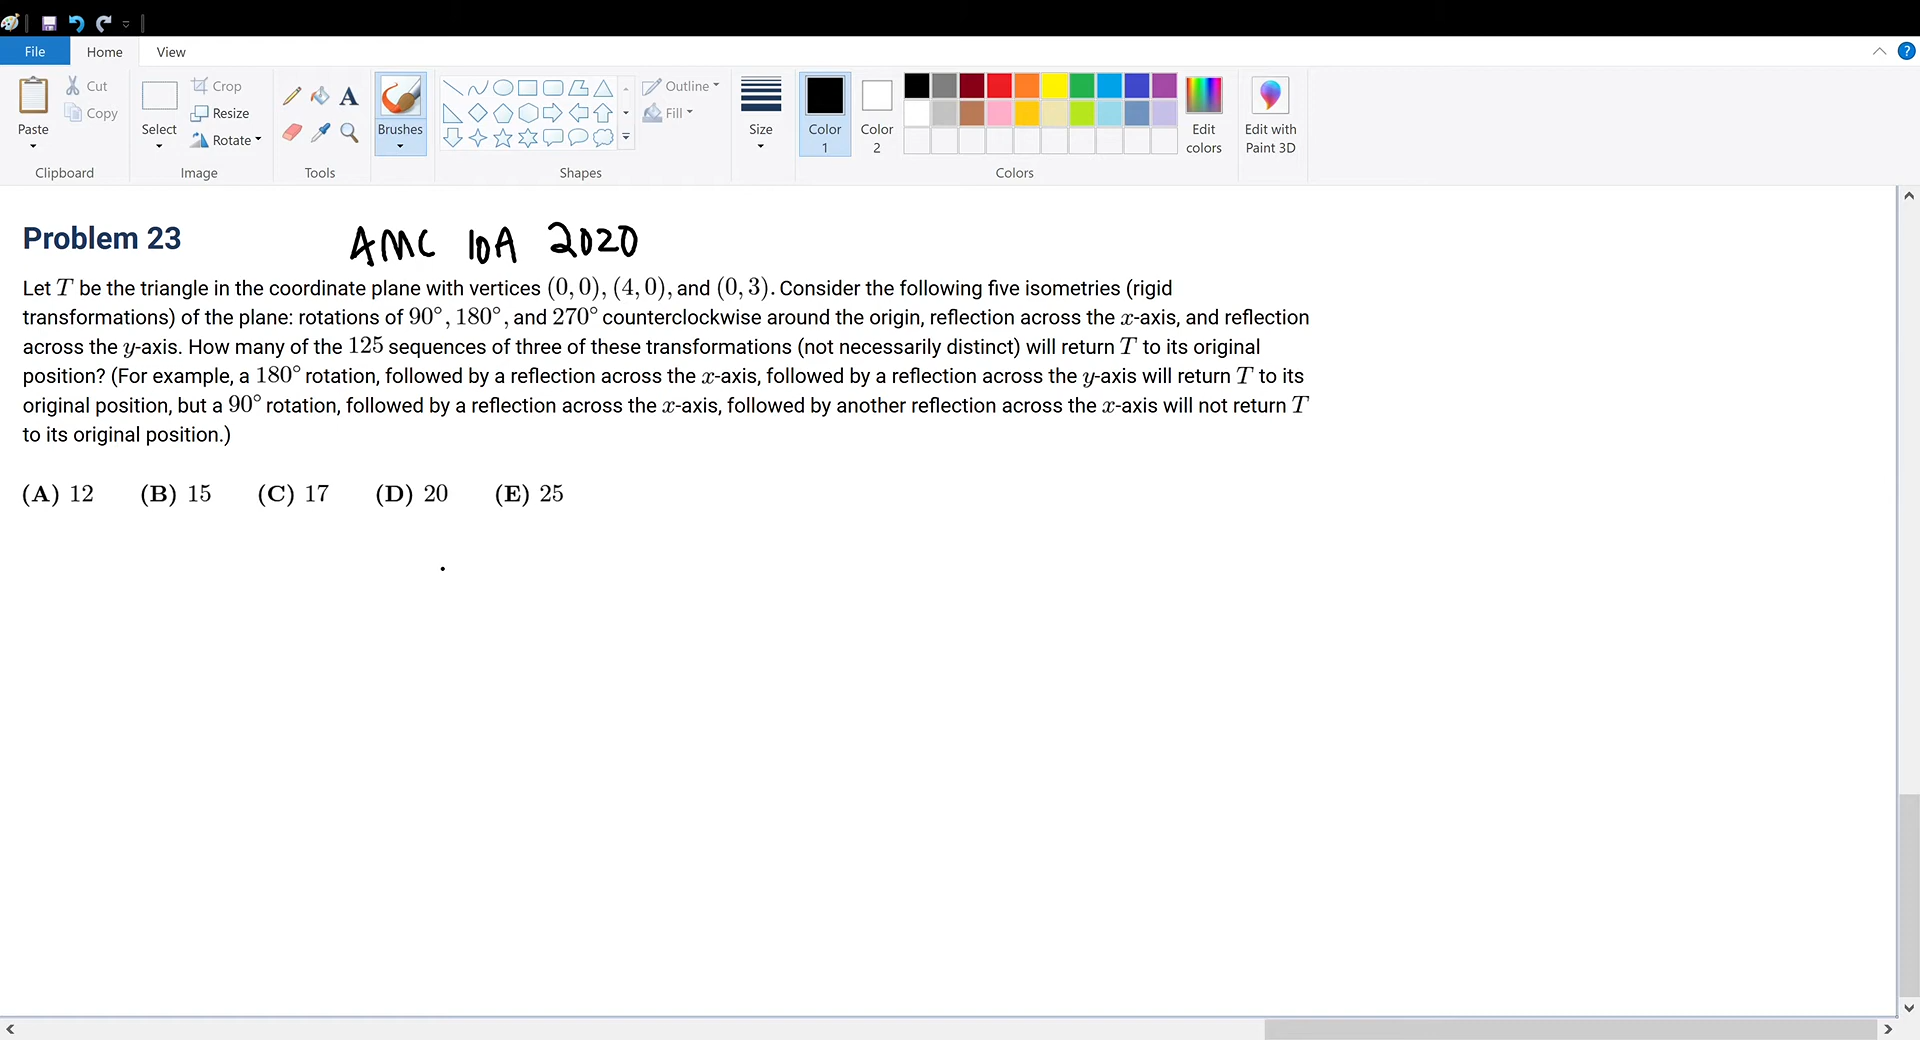 File Home View
Paste Cut Copy Clipboard
Select Crop Resize Rotate Image
A Tools
Brushes
Shapes Outline Fill
Size
Color 1 Color 2 Edit colors Colors
Edit with Paint 3D
?
Problem 23 AMC 10A 2020
Let T be the triangle in the coordinate plane with vertices (0, 0), (4, 0), and (0, 3). Consider the following five isometries (rigid
transformations) of the plane: rotations of 90°, 180°, and 270° counterclockwise around the origin, reflection across the x-axis, and reflection
across the y-axis. How many of the 125 sequences of three of these transformations (not necessarily distinct) will return T to its original
position? (For example, a 180° rotation, followed by a reflection across the x-axis, followed by a reflection across the y-axis will return T to its
original position, but a 90° rotation, followed by a reflection across the x-axis, followed by another reflection across the x-axis will not return T
to its original position.)
(A) 12 (B) 15 (C) 17 (D) 20 (E) 25